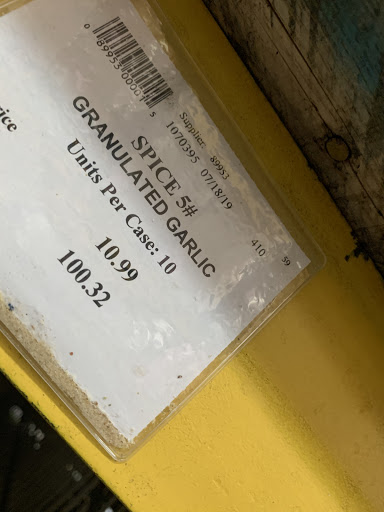 Supplier: 89953
1070395 07/18/19
410 59
SPICE 5#
GRANULATED GARLIC
Units Per Case: 10
10.99
100.32